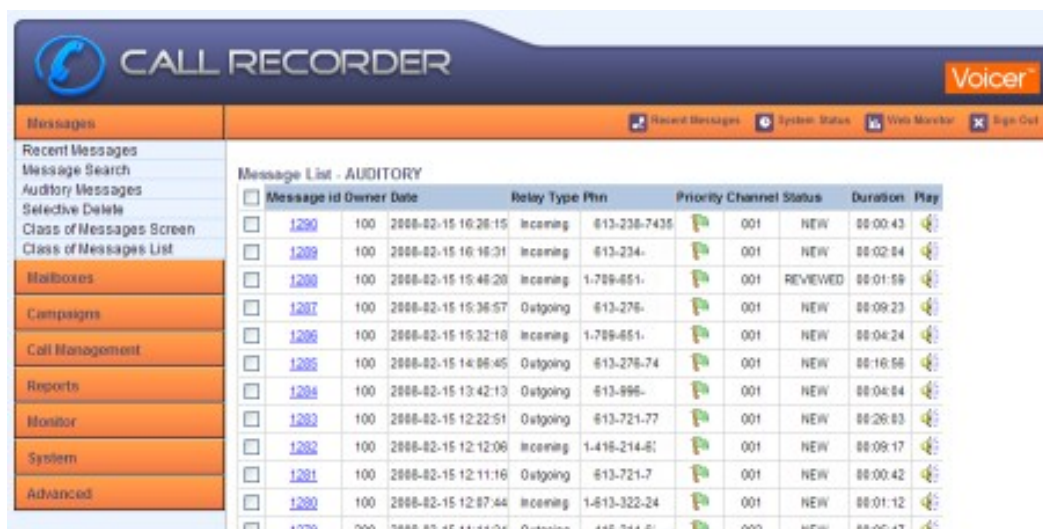 CALL RECORDER
Voicer™
Messages
Recent Messages
System Status
Web Monitor
Sign Out
Recent Messages
Message Search
Auditory Messages
Selective Delete
Class of Messages Screen
Class of Messages List
Mailboxes
Campaigns
Call Management
Reports
Monitor
System
Advanced
Message List - AUDITORY
Message id Owner Date Relay Type Phn Priority Channel Status Duration Play
1290 100 2008-02-15 16:26:15 Incoming 613-238-7435 001 NEW 00:00:43
1289 100 2008-02-15 16:16:31 Incoming 613-234- 001 NEW 00:02:04
1288 100 2008-02-15 15:46:28 Incoming 1-709-651- 001 REVIEWED 00:01:59
1287 100 2008-02-15 15:36:57 Outgoing 613-276- 001 NEW 00:09:23
1286 100 2008-02-15 15:32:18 Incoming 1-709-651- 001 NEW 00:04:24
1285 100 2008-02-15 14:06:45 Outgoing 613-276-74 001 NEW 00:16:56
1284 100 2008-02-15 13:42:13 Outgoing 613-996- 001 NEW 00:04:04
1283 100 2008-02-15 12:22:51 Outgoing 613-721-77 001 NEW 00:26:03
1282 100 2008-02-15 12:12:06 Incoming 1-416-214- 001 NEW 00:09:17
1281 100 2008-02-15 12:11:16 Outgoing 613-721-7 001 NEW 00:00:42
1280 100 2008-02-15 12:07:44 Incoming 1-613-322-24 001 NEW 00:01:12